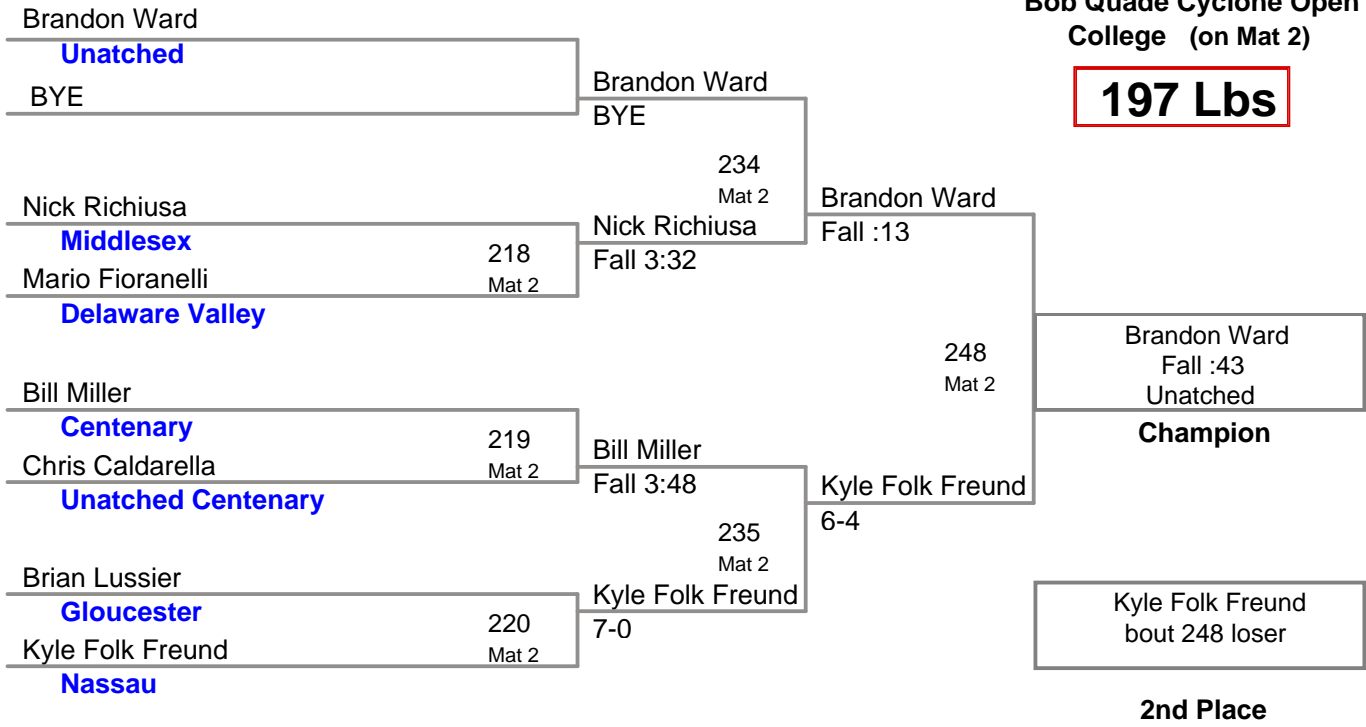 Bob Quade Cyclone Open
College (on Mat 2)
197 Lbs
Brandon Ward
Unatched
BYE
Brandon Ward
BYE
234
Mat 2
Nick Richiusa
Middlesex
Mario Fioranelli
Delaware Valley
218
Mat 2
Nick Richiusa
Fall 3:32
Brandon Ward
Fall :13
Bill Miller
Centenary
Chris Caldarella
Unatched Centenary
219
Mat 2
Bill Miller
Fall 3:48
235
Mat 2
Brian Lussier
Gloucester
Kyle Folk Freund
Nassau
220
Mat 2
Kyle Folk Freund
7-0
Kyle Folk Freund
6-4
248
Mat 2
Brandon Ward
Fall :43
Unatched
Champion
Kyle Folk Freund
bout 248 loser
2nd Place